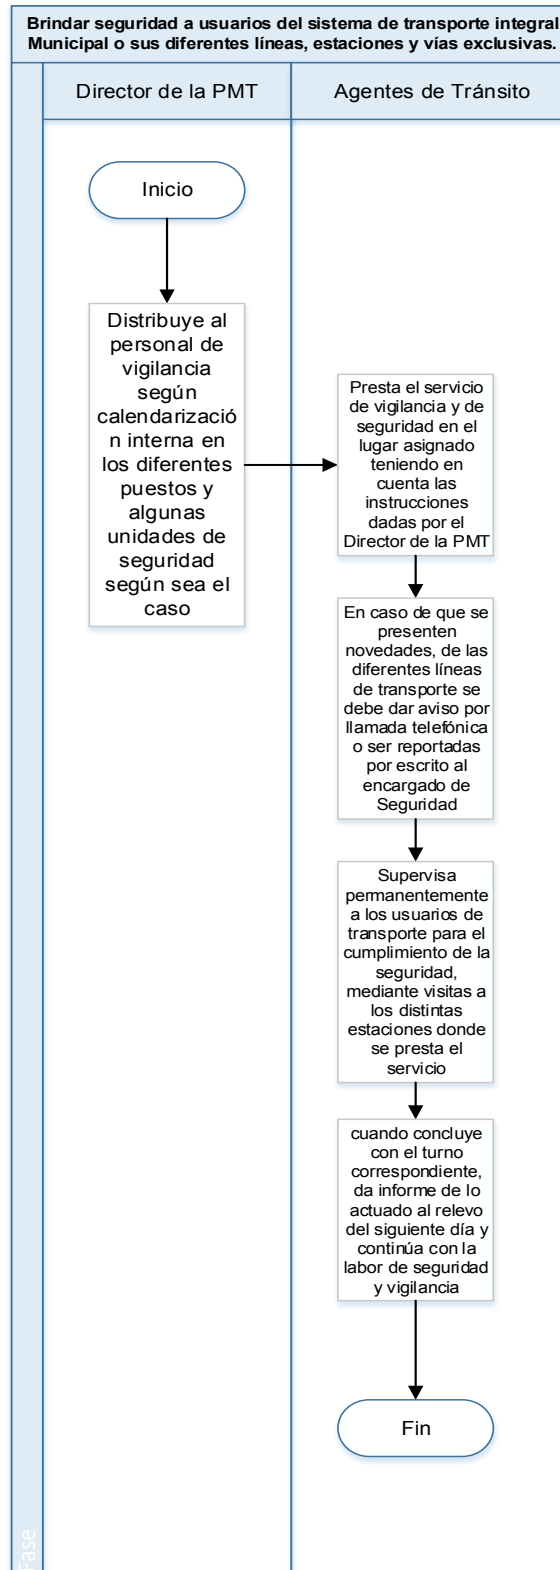 Brindar seguridad a usuarios del sistema de transporte integral
Municipal o sus diferentes líneas, estaciones y vías exclusivas.
Director de la PMT
Agentes de Tránsito
Inicio
Distribuye al
personal de
vigilancia
según
calendarizació
n interna en
los diferentes
puestos y
algunas
unidades de
seguridad
según sea el
caso
Presta el servicio
de vigilancia y de
seguridad en el
lugar asignado
teniendo en
cuenta las
instrucciones
dadas por el
Director de la PMT
En caso de que se
presenten
novedades, de las
diferentes líneas
de transporte se
debe dar aviso por
llamada telefónica
o ser reportadas
por escrito al
encargado de
Seguridad
Supervisa
permanentemente
a los usuarios de
transporte para el
cumplimiento de la
seguridad,
mediante visitas a
los distintas
estaciones donde
se presta el
servicio
cuando concluye
con el turno
correspondiente,
da informe de lo
actuado al relevo
del siguiente día y
continúa con la
labor de seguridad
y vigilancia
Fin
Fase